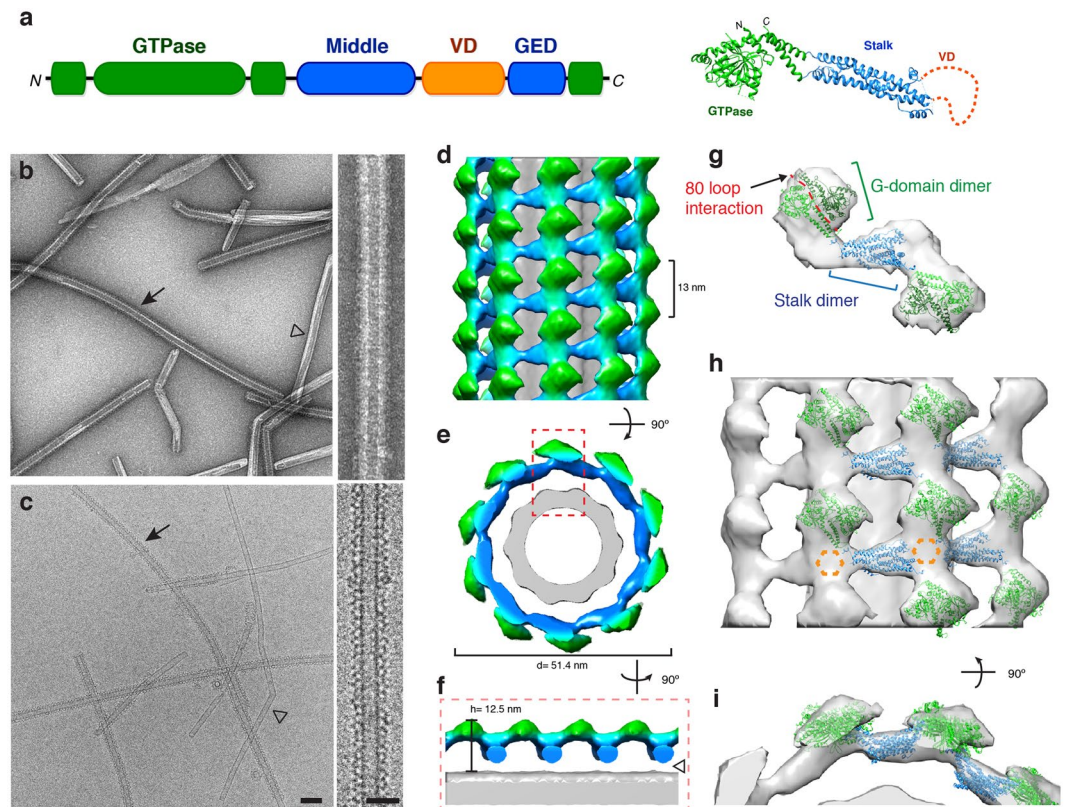 a
GTPase
Middle
VD
GED
N
C
N
C
Stalk
VD
GTPase
b
c
d
13 nm
90º
e
d= 51.4 nm
90º
f
h= 12.5 nm
g
80 loop
interaction
G-domain dimer
Stalk dimer
h
90º
i